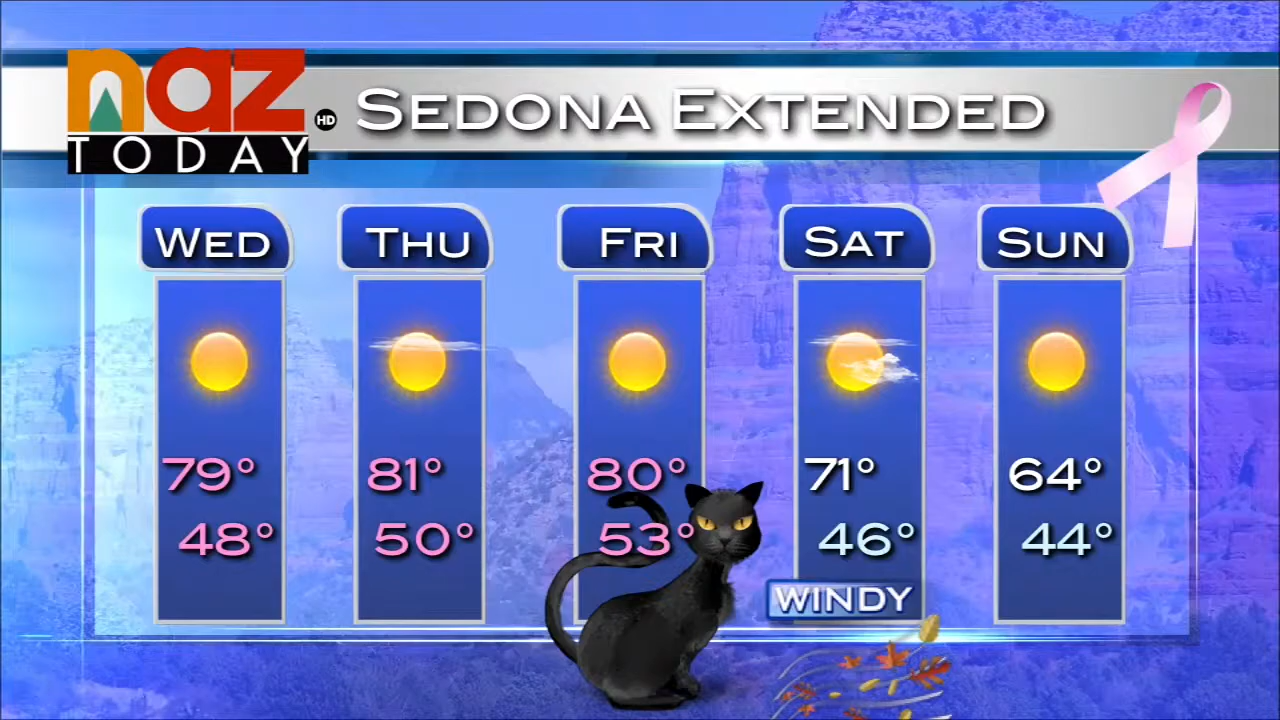 naz
TODAY
HD
SEDONA EXTENDED
WED THU FRI SAT SUN
79° 81° 80° 71° 64°
48° 50° 53° 46° 44°
WINDY